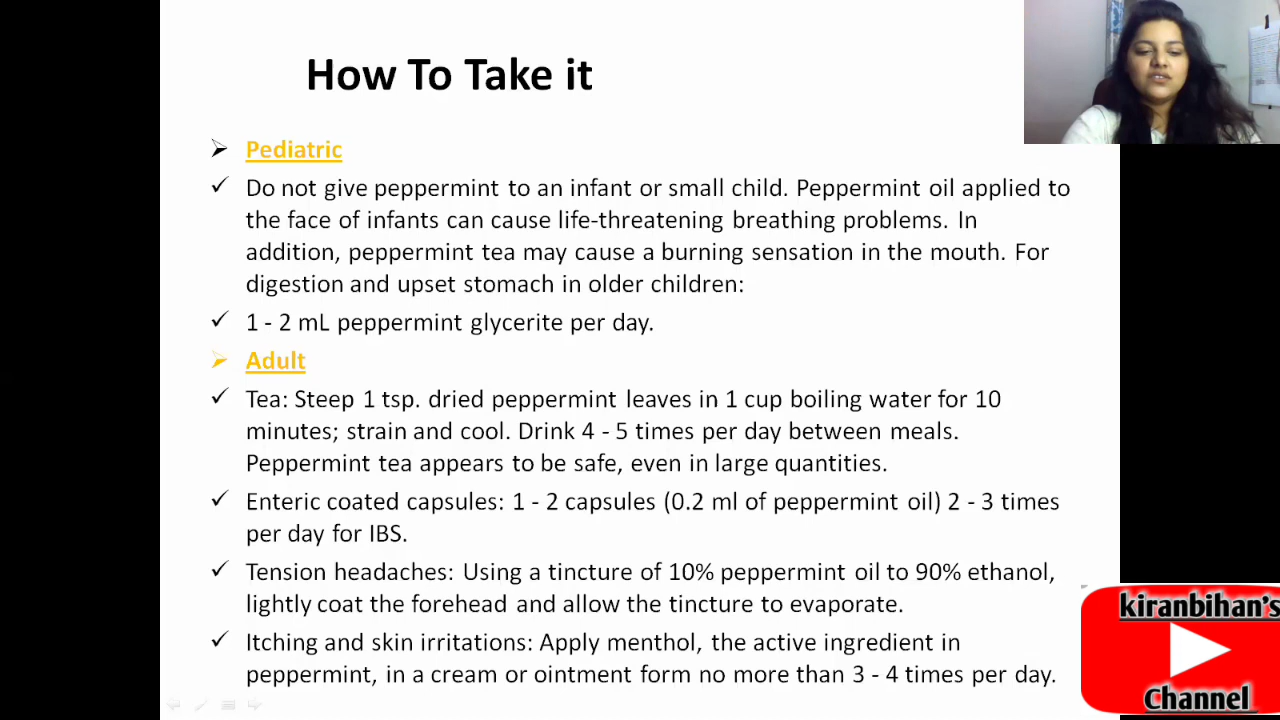 How To Take it
Pediatric
Do not give peppermint to an infant or small child. Peppermint oil applied to
the face of infants can cause life-threatening breathing problems. In
addition, peppermint tea may cause a burning sensation in the mouth. For
digestion and upset stomach in older children:
1 - 2 mL peppermint glycerite per day.
Adult
Tea: Steep 1 tsp. dried peppermint leaves in 1 cup boiling water for 10
minutes; strain and cool. Drink 4 - 5 times per day between meals.
Peppermint tea appears to be safe, even in large quantities.
Enteric coated capsules: 1 - 2 capsules (0.2 ml of peppermint oil) 2 - 3 times
per day for IBS.
Tension headaches: Using a tincture of 10% peppermint oil to 90% ethanol,
lightly coat the forehead and allow the tincture to evaporate.
Itching and skin irritations: Apply menthol, the active ingredient in
peppermint, in a cream or ointment form no more than 3 - 4 times per day.
kiranbihan's
Channel